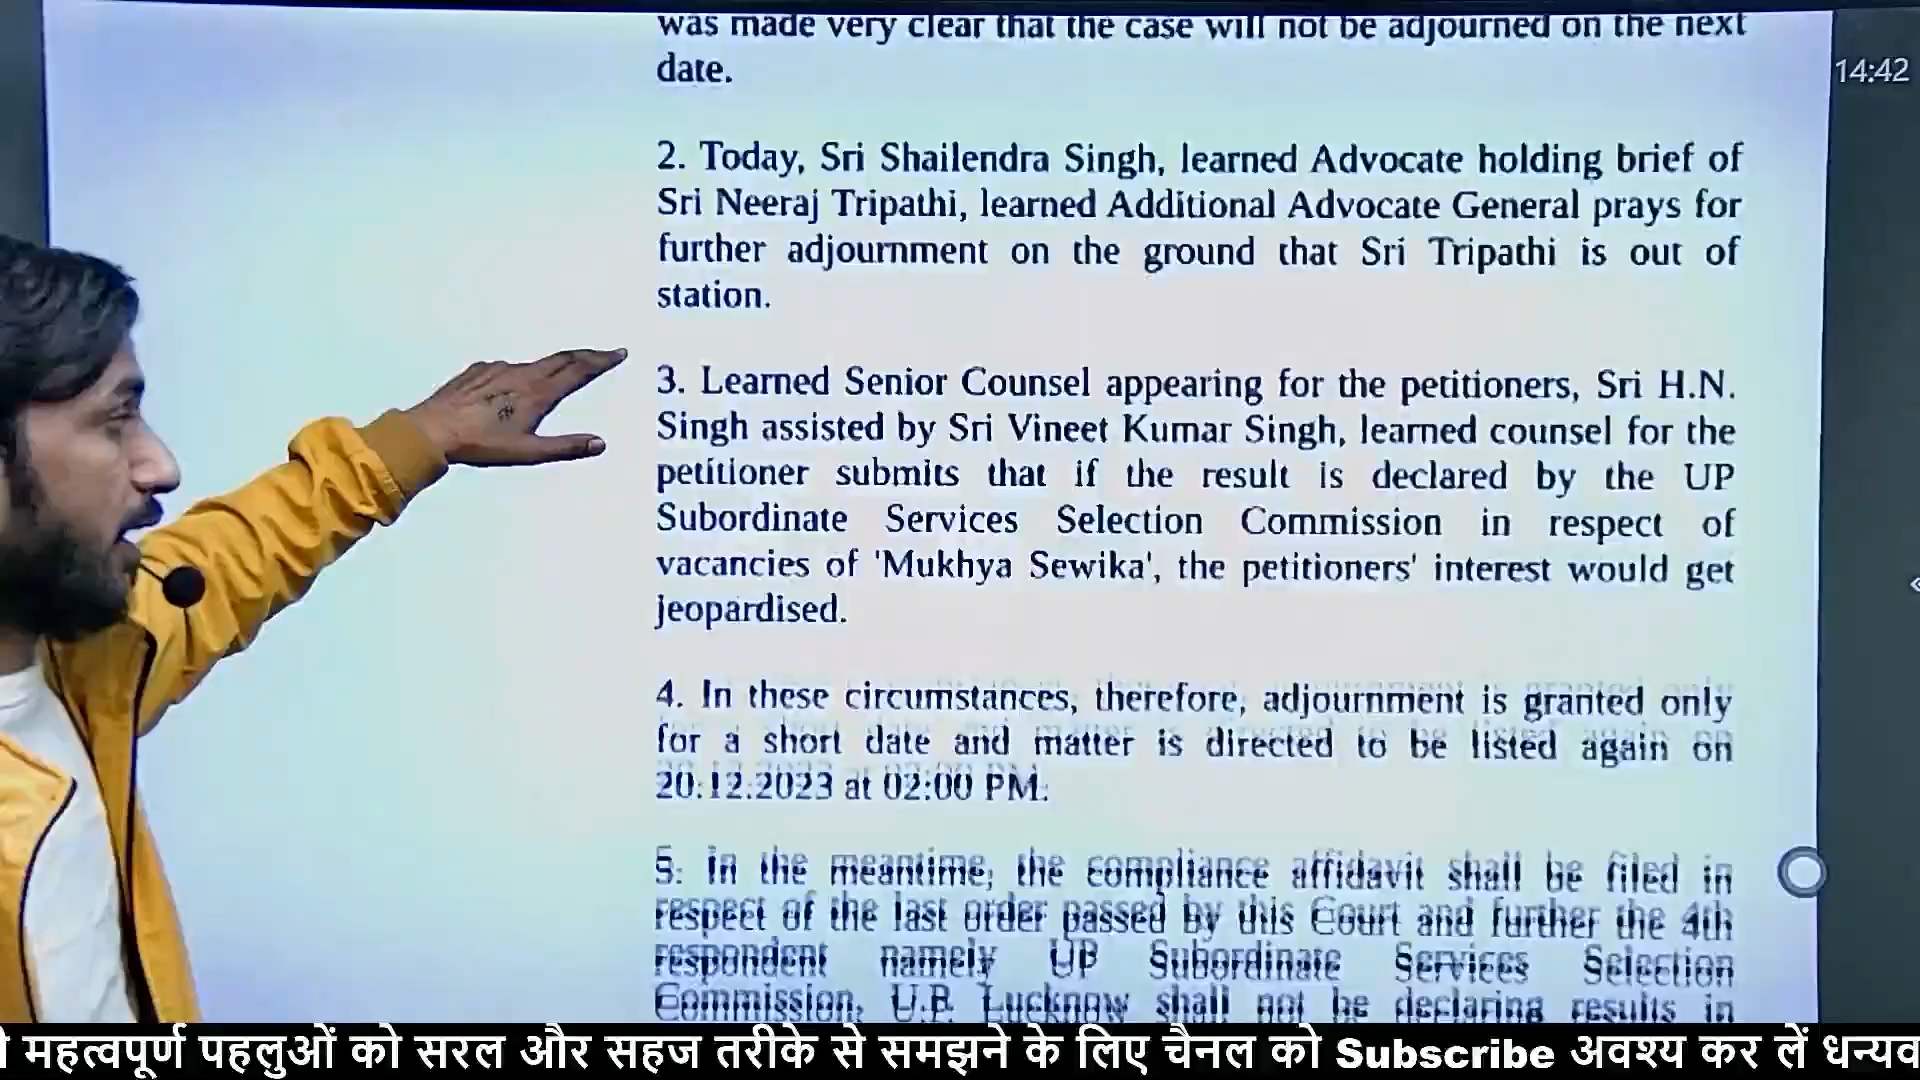 was made very clear that the case will not be adjourned on the next
date.
14:42
2. Today, Sri Shailendra Singh, learned Advocate holding brief of
Sri Neeraj Tripathi, learned Additional Advocate General prays for
further adjournment on the ground that Sri Tripathi is out of
station.
3. Learned Senior Counsel appearing for the petitioners, Sri H.N.
Singh assisted by Sri Vineet Kumar Singh, learned counsel for the
petitioner submits that if the result is declared by the UP
Subordinate Services Selection Commission in respect of
vacancies of 'Mukhya Sewika', the petitioners' interest would get
jeopardised.
4. In these circumstances, therefore, adjournment is granted only
for a short date and matter is directed to be listed again on
20.12.2023 at 02:00 PM.
5. In the meantime, the compliance affidavit shall be filed in
respect of the last order passed by this Court and further the 4th
respondent namely UP Subordinate Services Selection
Commission, U.P. Lucknow shall not be declaring results in
महत्वपूर्ण पहलुओं को सरल और सहज तरीके से समझने के लिए चैनल को Subscribe अवश्य कर लें धन्यव